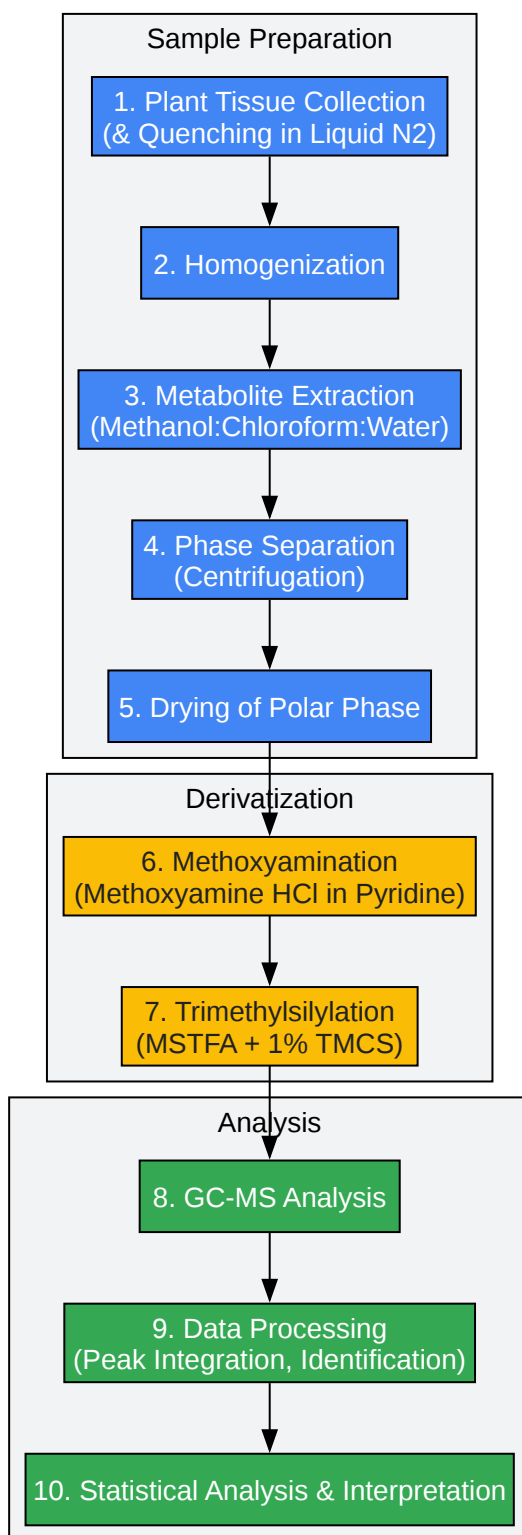 Sample Preparation
1. Plant Tissue Collection
(& Quenching in Liquid N2)
2. Homogenization
3. Metabolite Extraction
(Methanol:Chloroform:Water)
4. Phase Separation
(Centrifugation)
5. Drying of Polar Phase
Derivatization
6. Methoxyamination
(Methoxyamine HCl in Pyridine)
7. Trimethylsilylation
(MSTFA + 1% TMCS)
Analysis
8. GC-MS Analysis
9. Data Processing
(Peak Integration, Identification)
10. Statistical Analysis & Interpretation